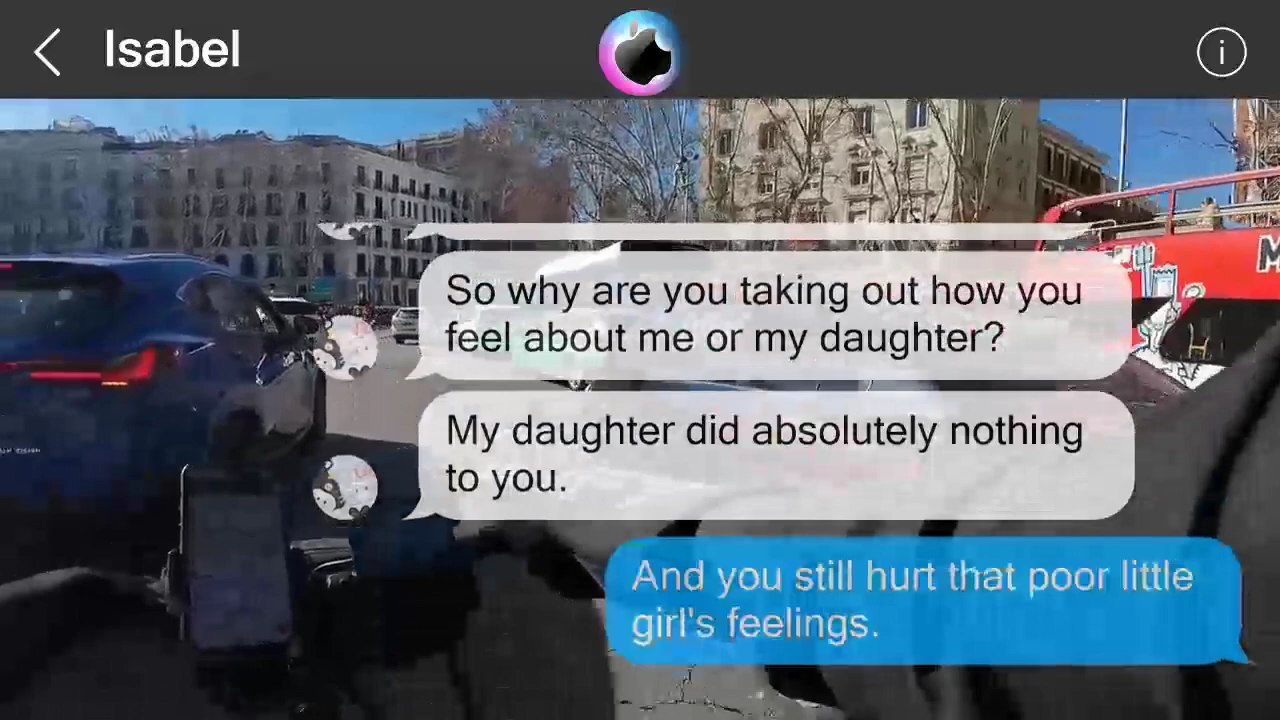 Isabel
So why are you taking out how you
feel about me or my daughter?
My daughter did absolutely nothing
to you.
And you still hurt that poor little
girl's feelings.